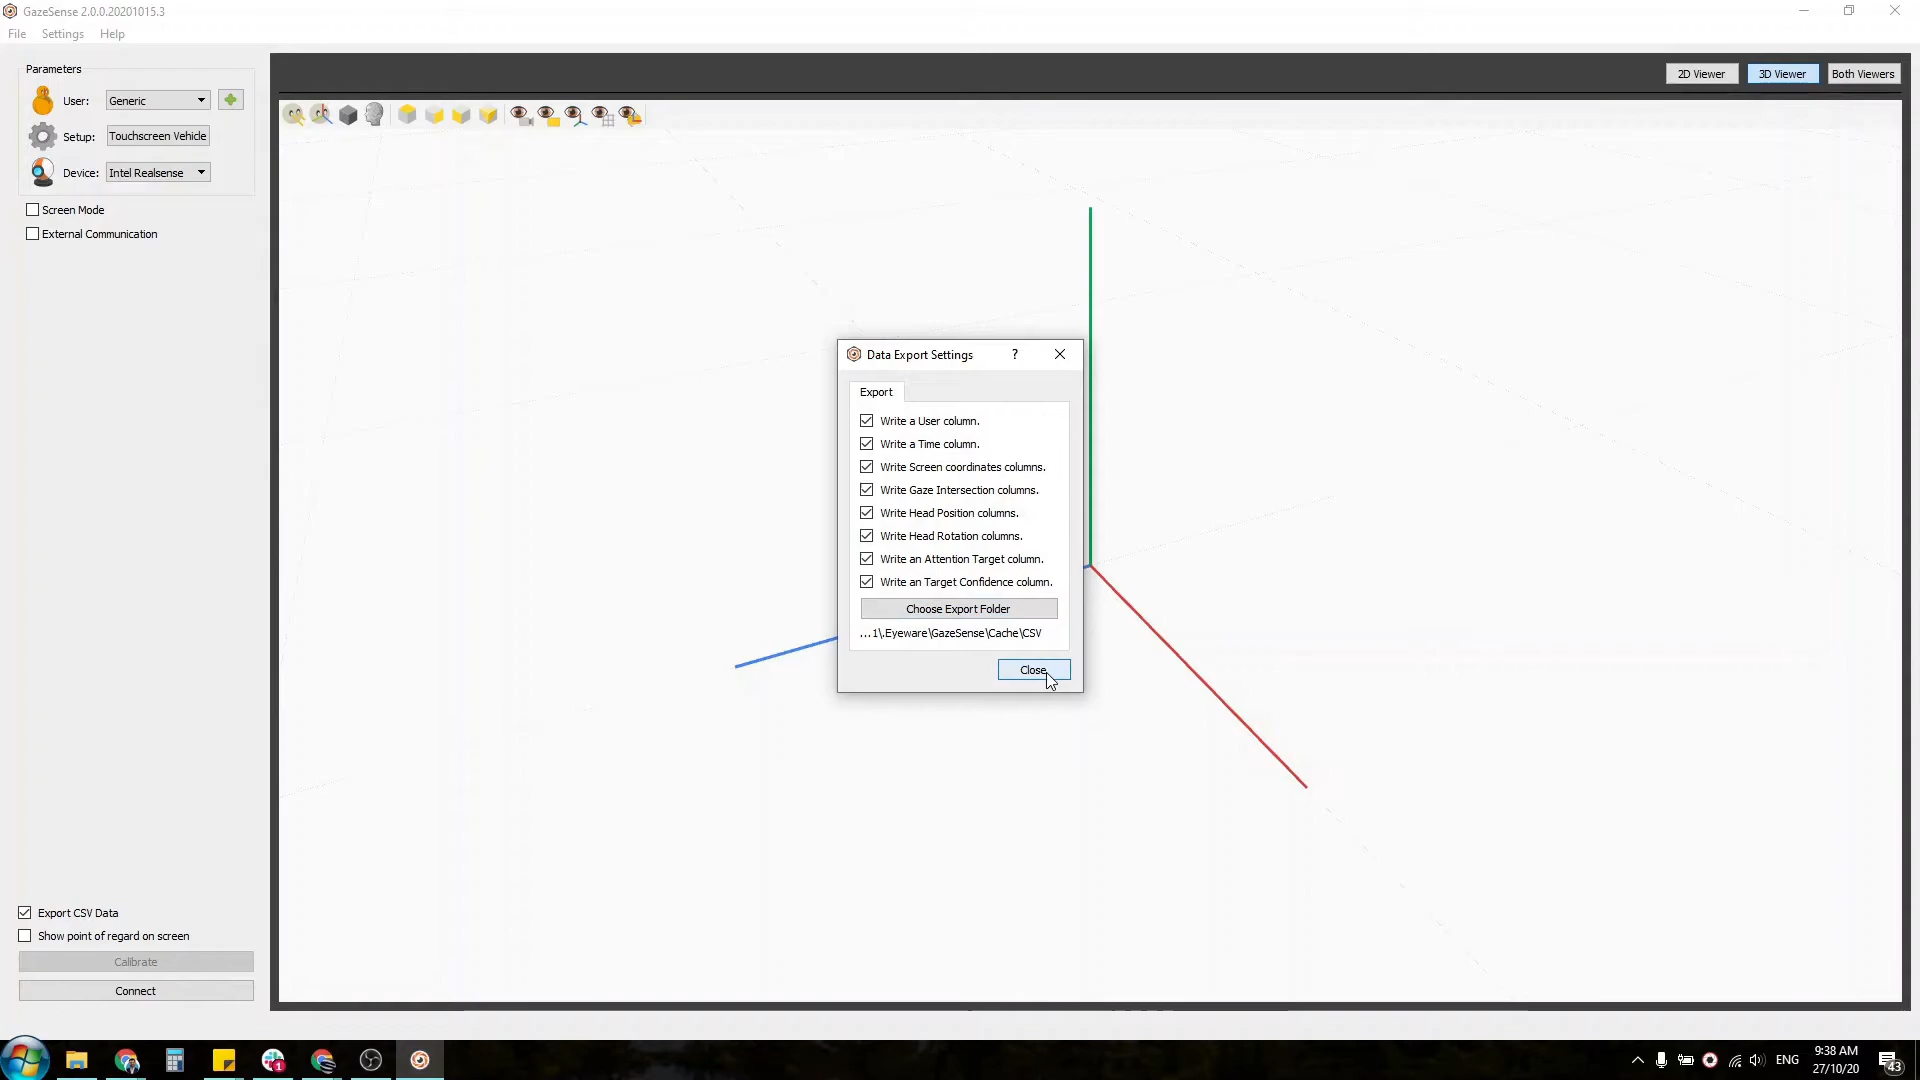 GazeSense 2.0.0.20201015.3
File Settings Help
Parameters
User: Generic
Setup: Touchscreen Vehicle
Device: Intel Realsense
Screen Mode
External Communication
2D Viewer 3D Viewer Both Viewers
Data Export Settings ?
Export
Write a User column.
Write a Time column.
Write Screen coordinates columns.
Write Gaze Intersection columns.
Write Head Position columns.
Write Head Rotation columns.
Write an Attention Target column.
Write an Target Confidence column.
Choose Export Folder
...1\.Eyeware\GazeSense\Cache\CSV
Close
Export CSV Data
Show point of regard on screen
Calibrate
Connect
1
ENG
9:38 AM
27/10/20
43